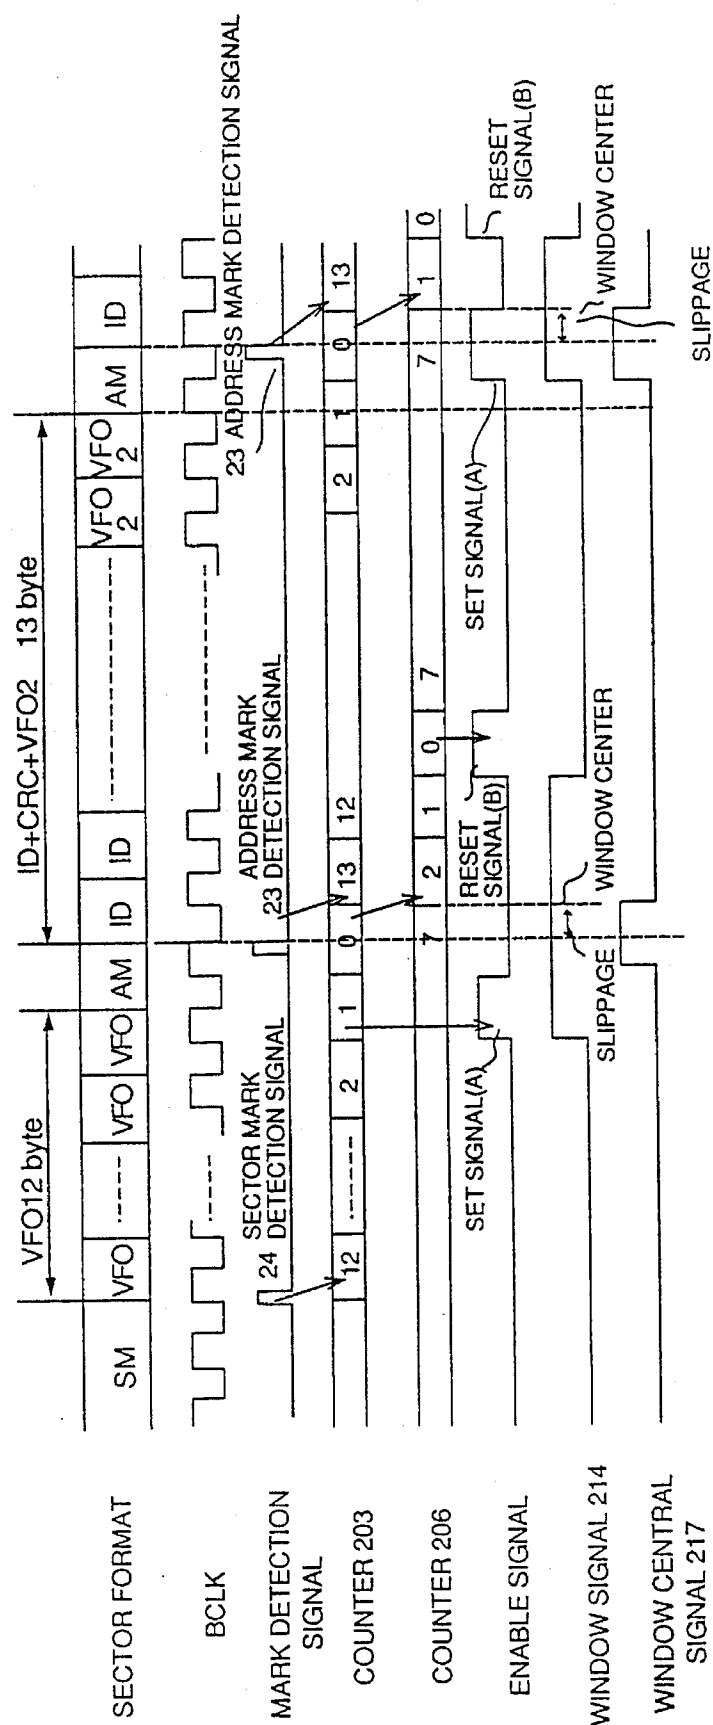 VFO12 byte
ID+CRC+VFO2 13 byte
SECTOR FORMAT
SM
VFO
------
VFO
VFO
AM
ID
ID
VFO
2
VFO
2
AM
ID
BCLK
MARK DETECTION
SIGNAL
24
SECTOR MARK
DETECTION SIGNAL
ADDRESS MARK
23 DETECTION SIGNAL
23 ADDRESS MARK DETECTION SIGNAL
COUNTER 203
12
------
2
1
0
13
12
2
1
0
13
COUNTER 206
7
2
1
0
7
7
1
0
ENABLE SIGNAL
SET SIGNAL(A)
RESET
SIGNAL(B)
SET SIGNAL(A)
RESET
SIGNAL(B)
WINDOW SIGNAL 214
SLIPPAGE
WINDOW CENTER
WINDOW CENTER
SLIPPAGE
WINDOW CENTRAL
SIGNAL 217